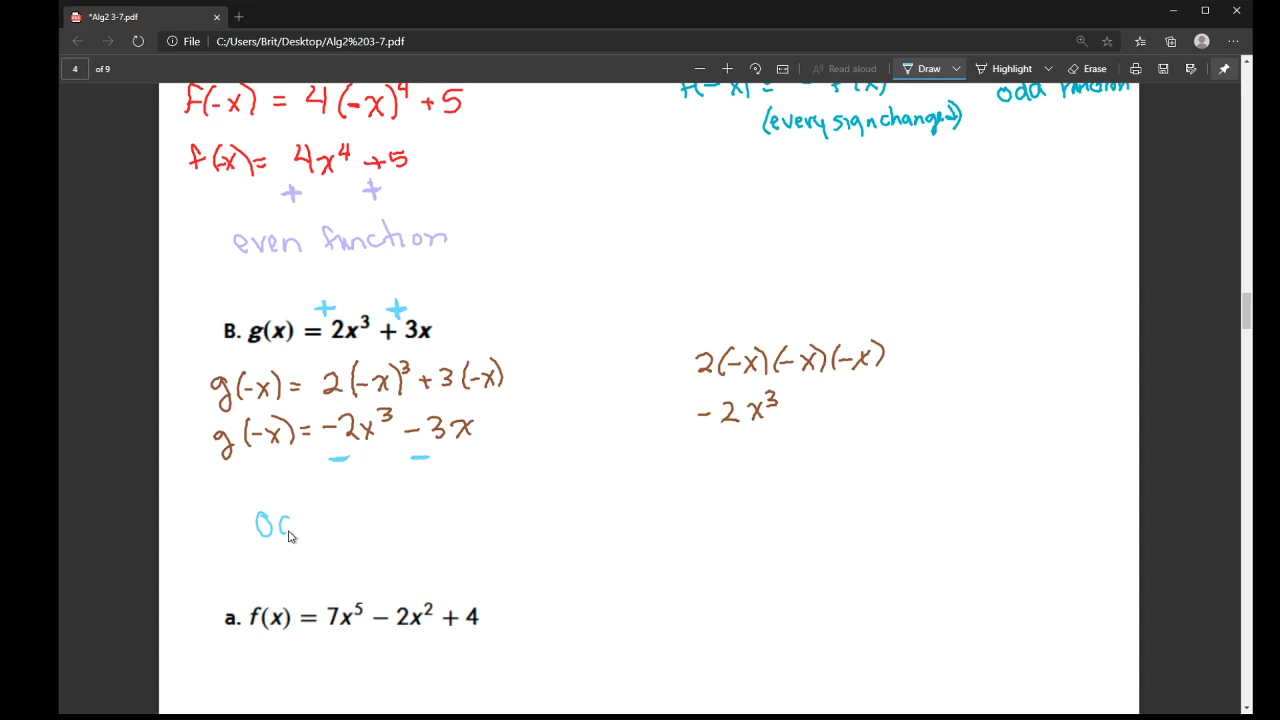 *Alg2 3-7.pdf
File | C:/Users/Brit/Desktop/Alg2%203-7.pdf
4 of 9
Read aloud
Draw
Highlight
Erase
f(-x) = 4(-x)⁴ + 5
f(-x) = 4x⁴ + 5
+ +
even function
odd function
(every sign changed)
+ +
B. g(x) = 2x³ + 3x
g(-x) = 2(-x)³ + 3(-x)
g(-x) = -2x³ - 3x
- -
2(-x)(-x)(-x)
-2x³
a. f(x) = 7x⁵ − 2x² + 4